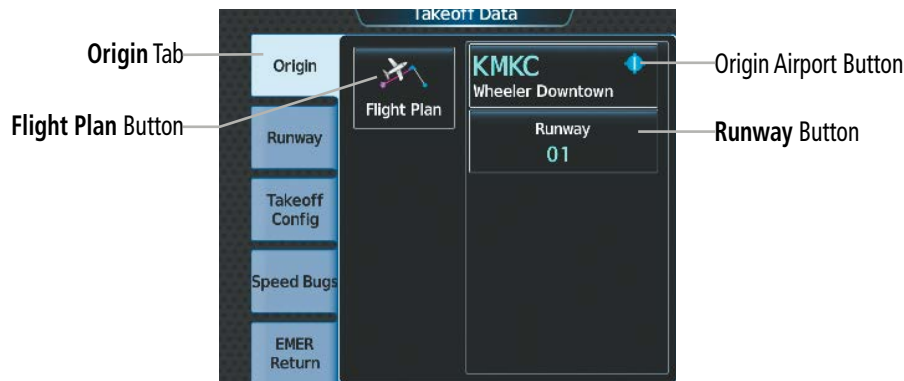 Takeoff Data
Origin Tab
Origin
KMKC
Wheeler Downtown
Origin Airport Button
Flight Plan Button
Flight Plan
Runway
Runway
01
Runway Button
Takeoff
Config
Speed Bugs
EMER
Return